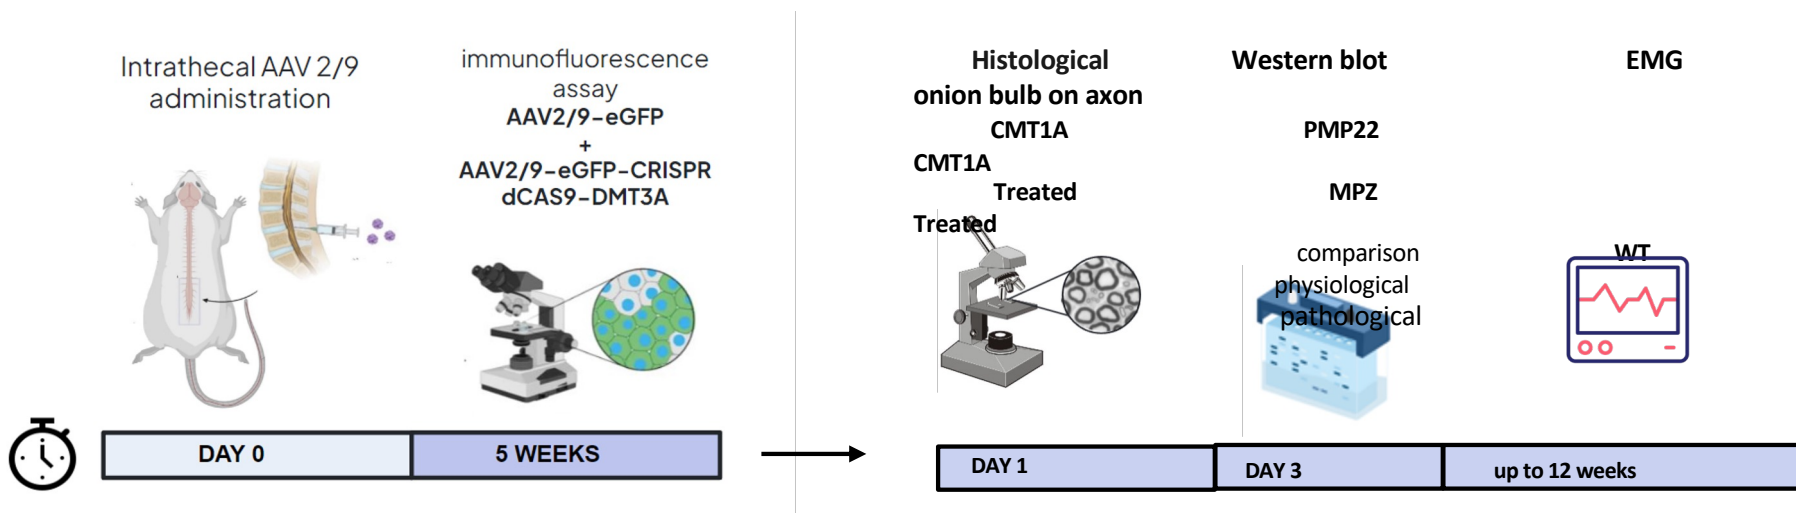 Intrathecal AAV 2/9
administration
immunofluorescence
assay
AAV2/9-eGFP
+
AAV2/9-eGFP-CRISPR
dCAS9-DMT3A
DAY 0
5 WEEKS
Histological
onion bulb on axon
CMT1A
CMT1A
Treated
Treated
Western blot
PMP22
MPZ
comparison
physiological
pathological
EMG
WT
DAY 1
DAY 3
up to 12 weeks